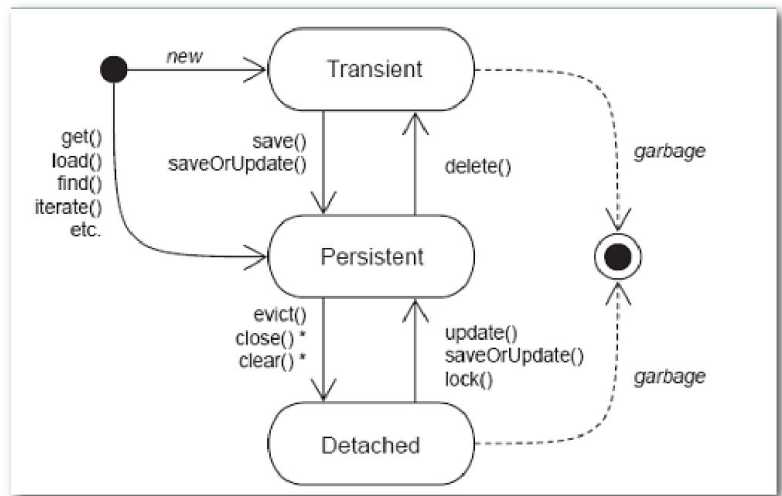 new
Transient
get()
load()
find()
iterate()
etc.
save()
saveOrUpdate()
delete()
garbage
Persistent
evict()
close() *
clear() *
update()
saveOrUpdate()
lock()
garbage
Detached